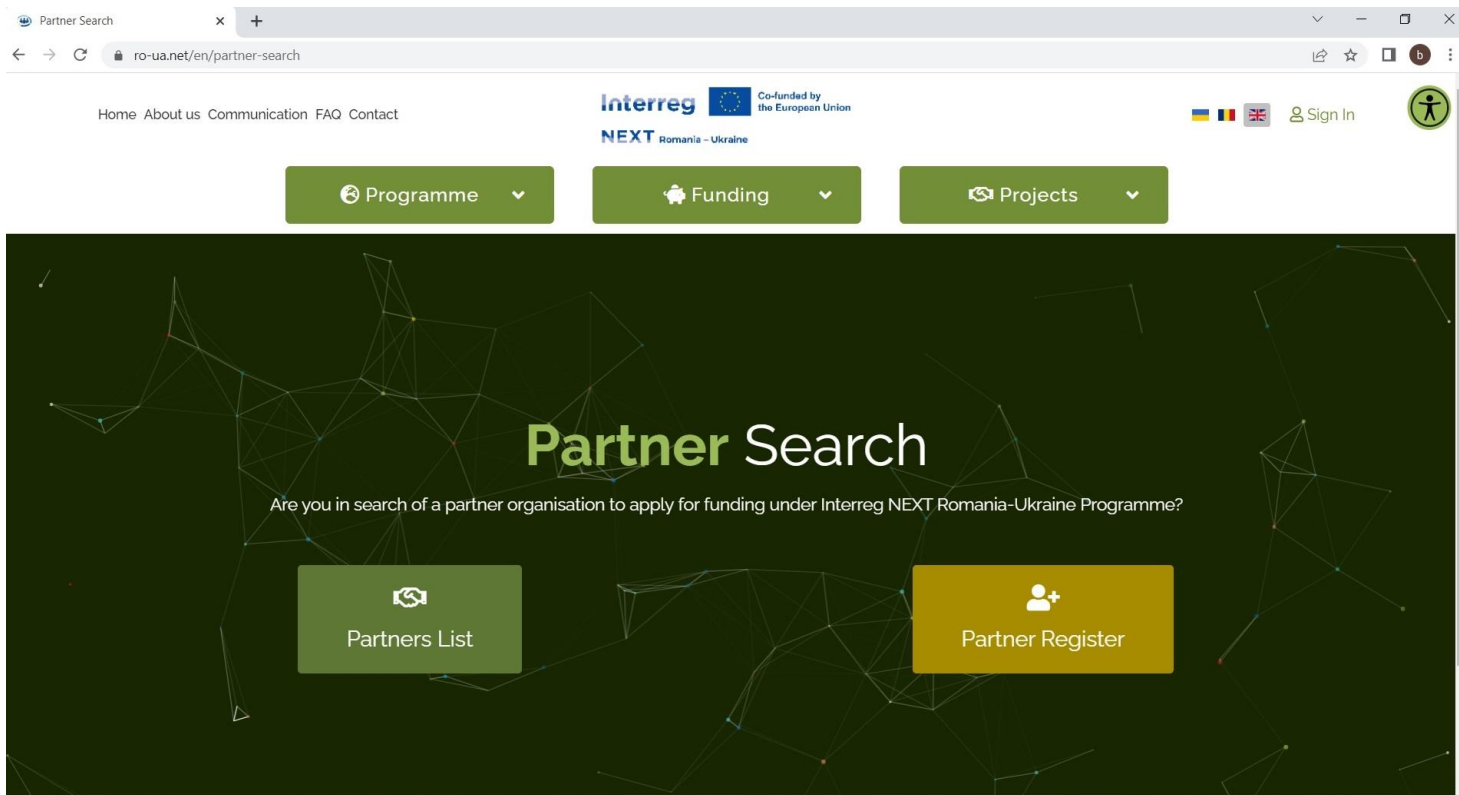 Partner Search
ro-ua.net/en/partner-search
b
Home About us Communication FAQ Contact
Interreg
Co-funded by
the European Union
NEXT Romania – Ukraine
Sign In
Programme
Funding
Projects
Partner Search
Are you in search of a partner organisation to apply for funding under Interreg NEXT Romania-Ukraine Programme?
Partners List
Partner Register